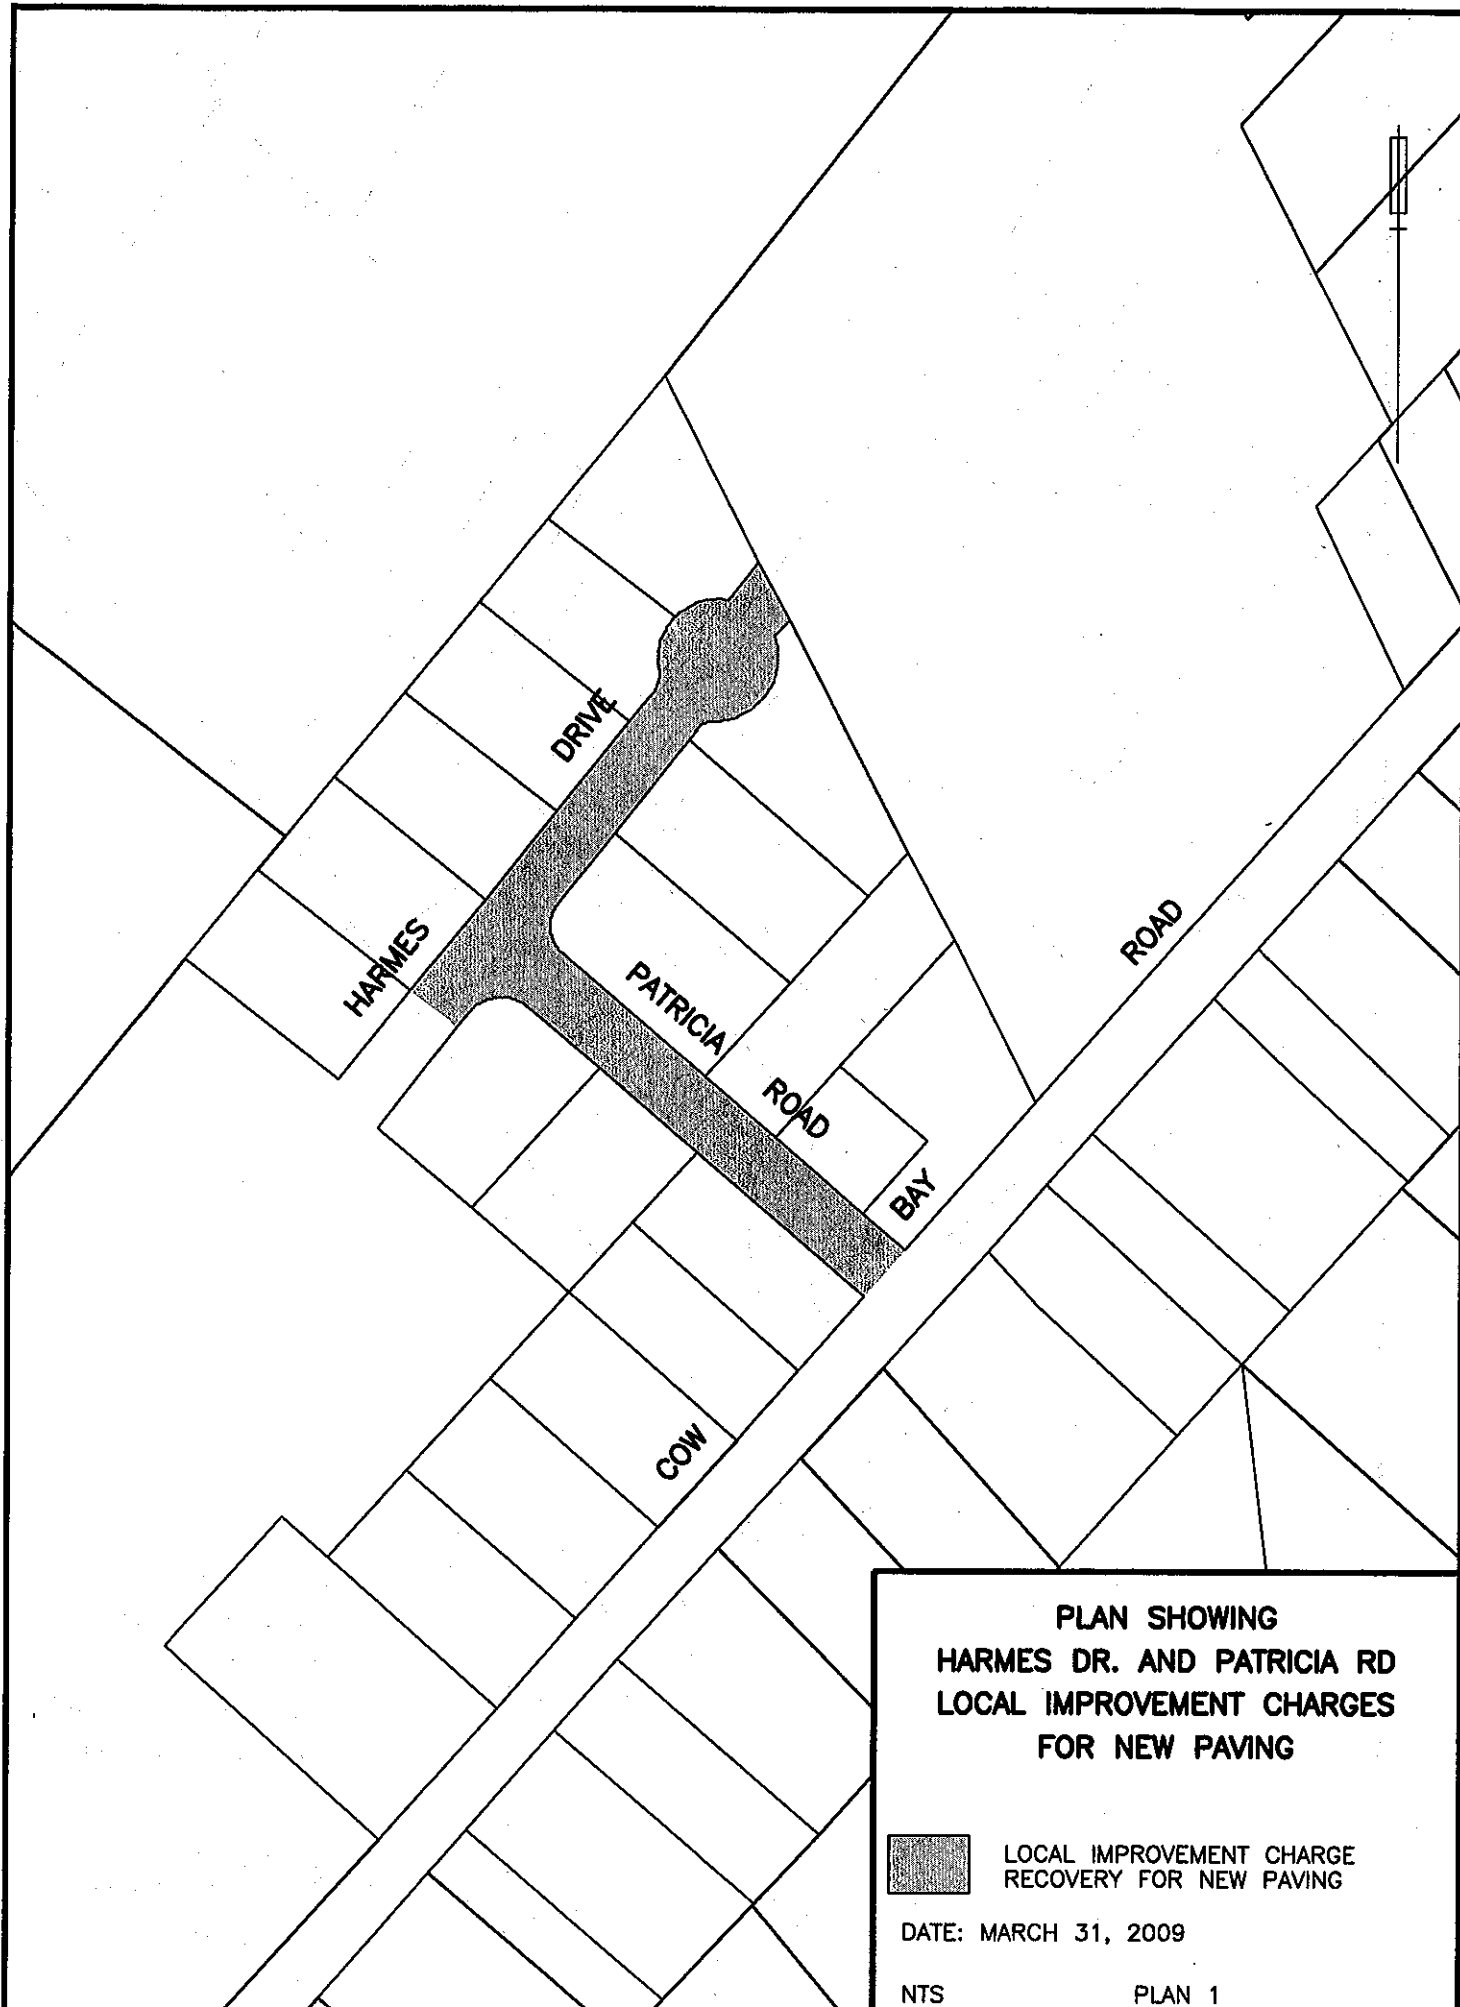 DRIVE
HARMES
PATRICIA
ROAD
ROAD
BAY
COW
PLAN SHOWING
HARMES DR. AND PATRICIA RD
LOCAL IMPROVEMENT CHARGES
FOR NEW PAVING
LOCAL IMPROVEMENT CHARGE
RECOVERY FOR NEW PAVING
DATE: MARCH 31, 2009
NTS PLAN 1